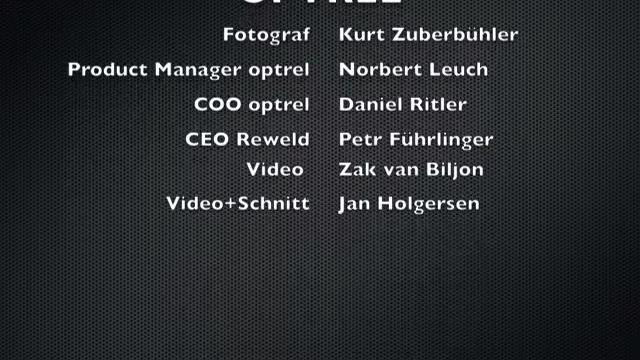 OPTREL
Fotograf Kurt Zuberbühler
Product Manager optrel Norbert Leuch
COO optrel Daniel Ritler
CEO Reweld Petr Führlinger
Video Zak van Biljon
Video+Schnitt Jan Holgersen